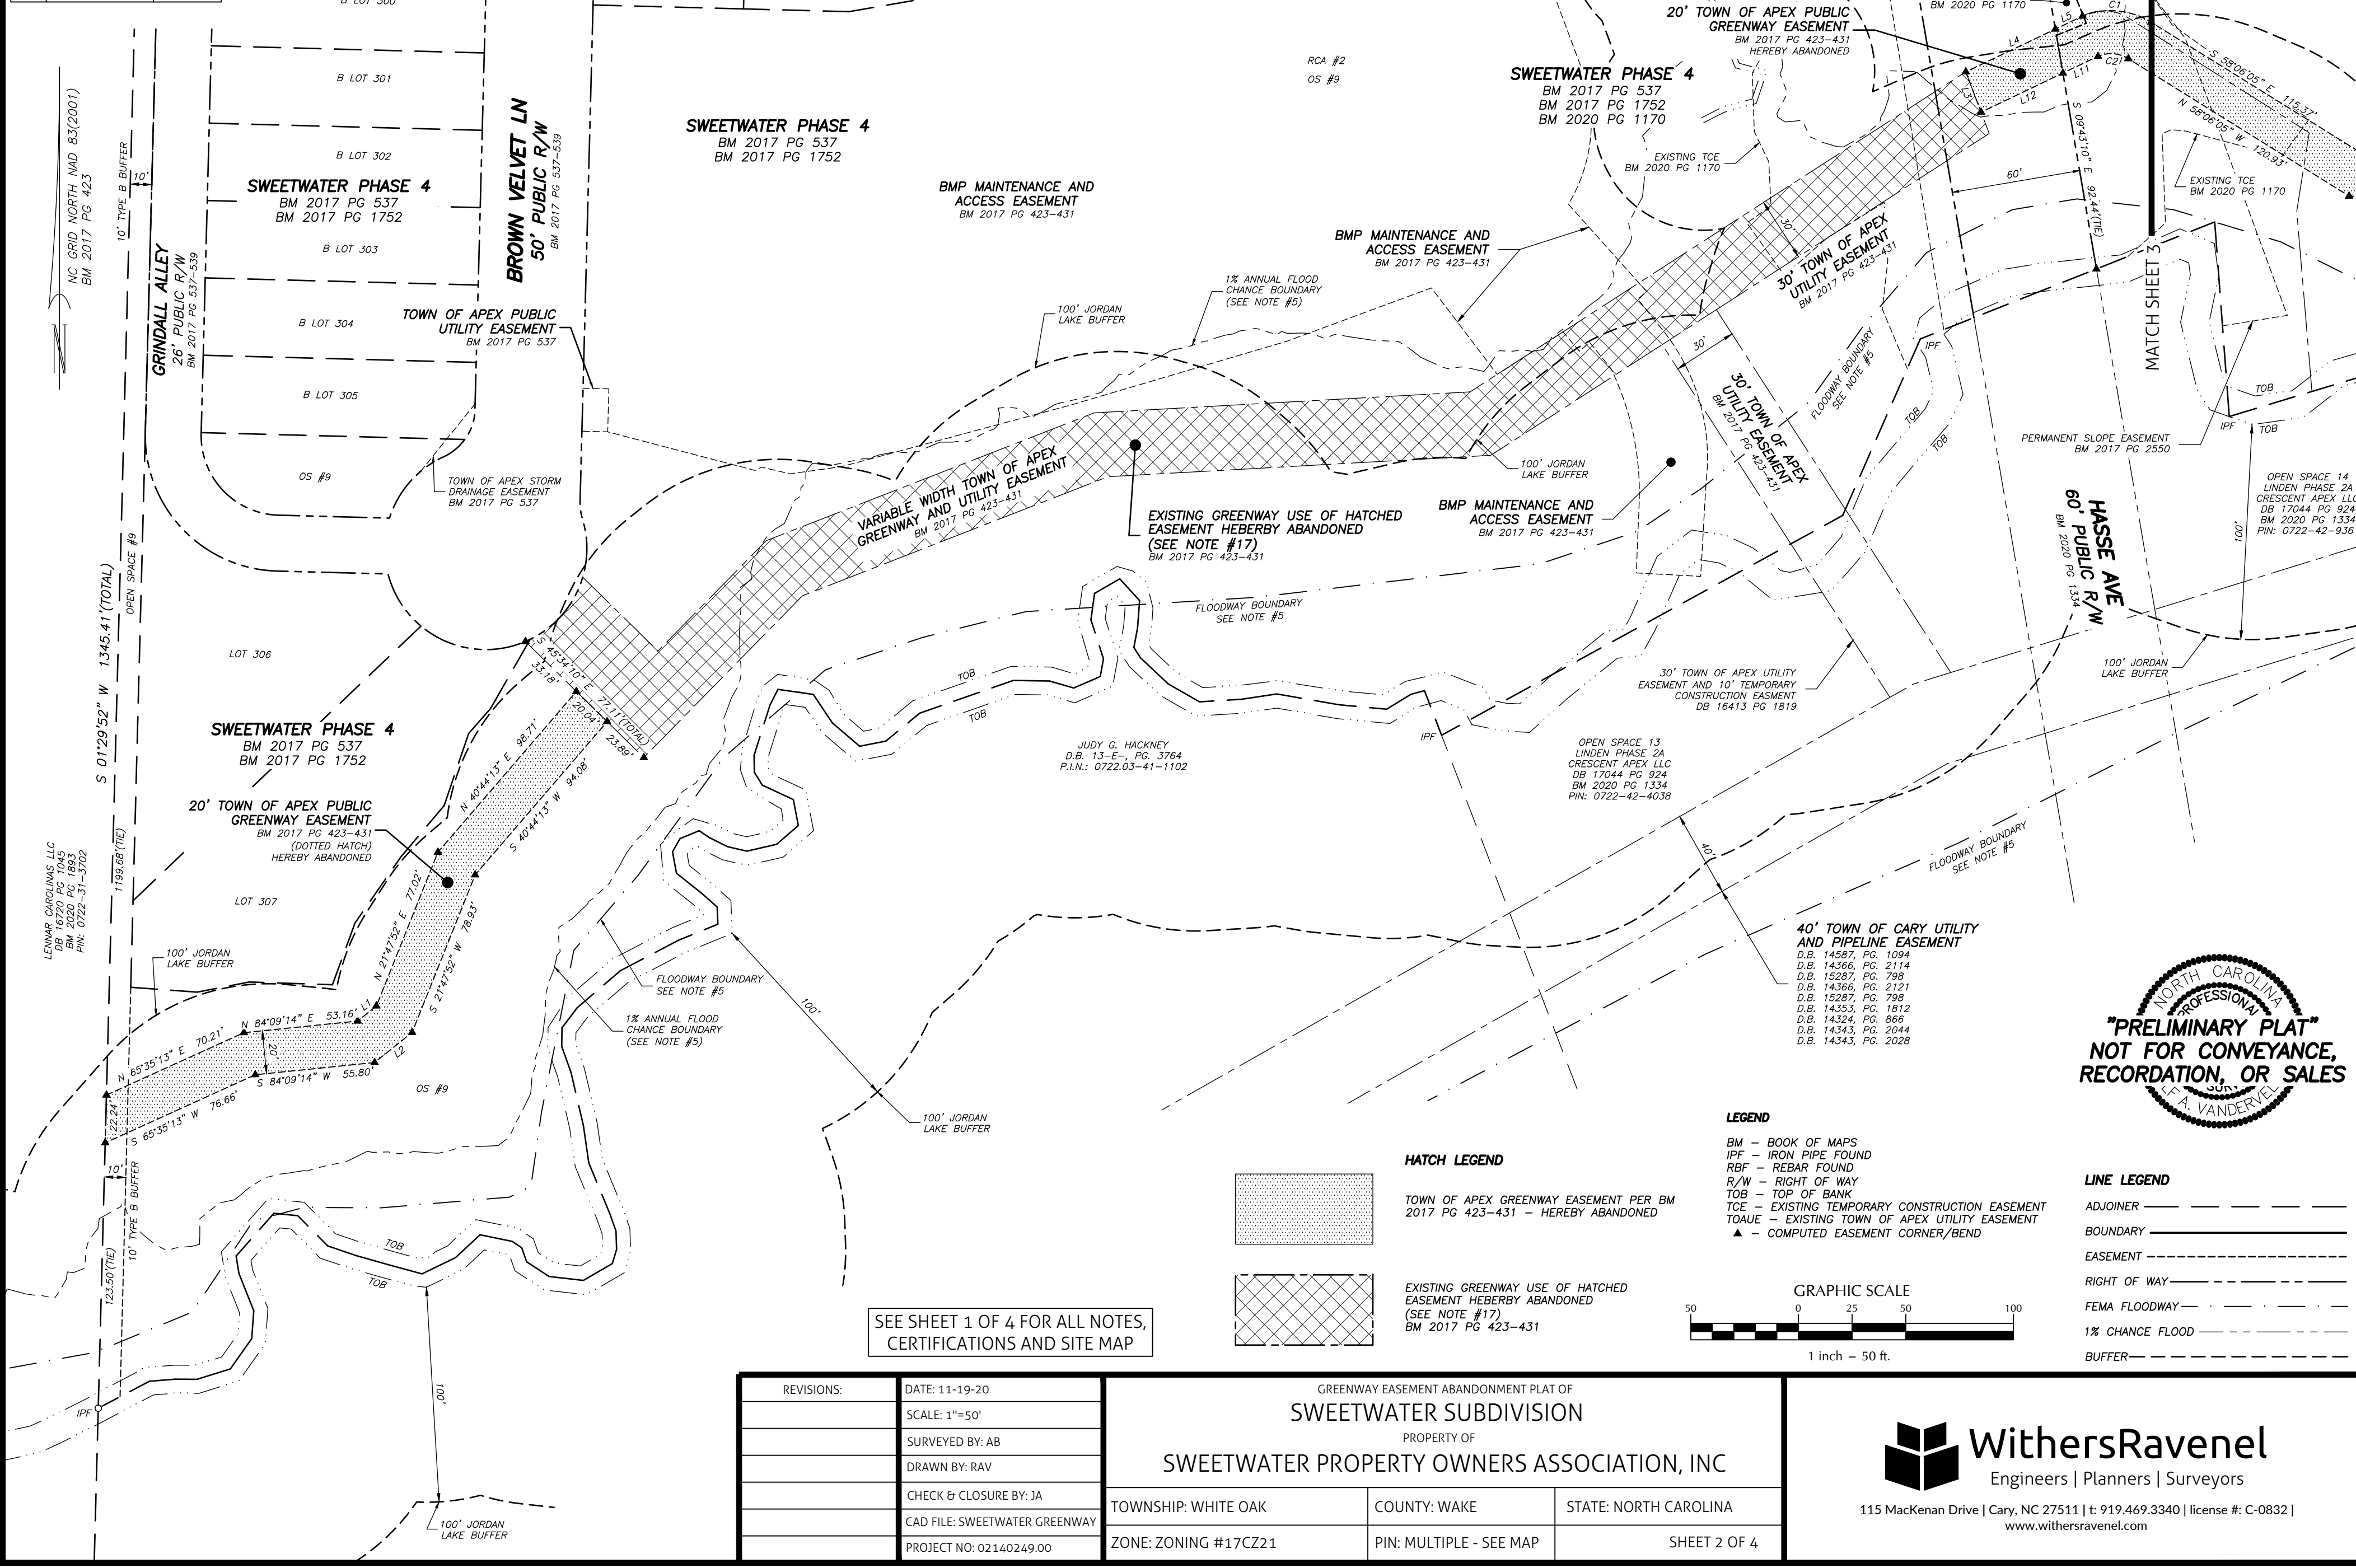 B LOT 300
B LOT 301
B LOT 302
B LOT 303
B LOT 304
B LOT 305
OS #9
SWEETWATER PHASE 4
BM 2017 PG 537
BM 2017 PG 1752
NC GRID NORTH NAD 83(2001)
BM 2017 PG 423
N
10' TYPE B BUFFER
10'
GRINDALL ALLEY
26' PUBLIC R/W
BM 2017 PG 537-539
BROWN VELVET LN
50' PUBLIC R/W
BM 2017 PG 537-539
SWEETWATER PHASE 4
BM 2017 PG 537
BM 2017 PG 1752
BMP MAINTENANCE AND
ACCESS EASEMENT
BM 2017 PG 423-431
RCA #2
OS #9
SWEETWATER PHASE 4
BM 2017 PG 537
BM 2017 PG 1752
BM 2020 PG 1170
20' TOWN OF APEX PUBLIC
GREENWAY EASEMENT
BM 2017 PG 423-431
HEREBY ABANDONED
BM 2020 PG 1170
EXISTING TCE
BM 2020 PG 1170
L5
C1
L4
L3
L12
L11
C2
S 58°06'05" E 115.37'
N 58°06'05" W 120.93'
S 09°43'10" E 92.44'(TIE)
60'
EXISTING TCE
BM 2020 PG 1170
MATCH SHEET 3
BMP MAINTENANCE AND
ACCESS EASEMENT
BM 2017 PG 423-431
1% ANNUAL FLOOD
CHANCE BOUNDARY
(SEE NOTE #5)
100' JORDAN
LAKE BUFFER
30'
30' TOWN OF APEX
UTILITY EASEMENT
BM 2017 PG 423-431
30'
30' TOWN OF APEX
UTILITY EASEMENT
BM 2017 PG 423-431
FLOODWAY BOUNDARY
SEE NOTE #5
IPF
TOB
TOB
TOB
IPF
TOB
PERMANENT SLOPE EASEMENT
BM 2017 PG 2550
OPEN SPACE 14
LINDEN PHASE 2A
CRESCENT APEX LLC
DB 17044 PG 924
BM 2020 PG 1334
PIN: 0722-42-936
100'
HASSE AVE
60' PUBLIC R/W
BM 2020 PG 1334
100' JORDAN
LAKE BUFFER
TOWN OF APEX PUBLIC
UTILITY EASEMENT
BM 2017 PG 537
TOWN OF APEX STORM
DRAINAGE EASEMENT
BM 2017 PG 537
VARIABLE WIDTH TOWN OF APEX
GREENWAY AND UTILITY EASEMENT
BM 2017 PG 423-431
EXISTING GREENWAY USE OF HATCHED
EASEMENT HEBERBY ABANDONED
(SEE NOTE #17)
BM 2017 PG 423-431
100' JORDAN
LAKE BUFFER
BMP MAINTENANCE AND
ACCESS EASEMENT
BM 2017 PG 423-431
FLOODWAY BOUNDARY
SEE NOTE #5
OPEN SPACE #9
S 01°29'52" W 1345.41'(TOTAL)
LOT 306
SWEETWATER PHASE 4
BM 2017 PG 537
BM 2017 PG 1752
S 45°34'10" E 77.11'(TOTAL)
33.18'
20.04'
23.89'
N 40°44'13" E 98.71'
S 40°44'13" W 94.08'
20' TOWN OF APEX PUBLIC
GREENWAY EASEMENT
BM 2017 PG 423-431
(DOTTED HATCH)
HEREBY ABANDONED
LENNAR CAROLINAS LLC
DB 16720 PG 1045
BM 2020 PG 1893
PIN: 0722-31-3702
1199.68'(TIE)
LOT 307
N 21°47'52" E 77.02'
S 21°47'52" W 78.93'
100' JORDAN
LAKE BUFFER
N 65°35'13" E 70.21'
N 84°09'14" E 53.16'
L1
20'
L2
S 84°09'14" W 55.80'
S 65°35'13" W 76.66'
22.24'
OS #9
10'
10' TYPE B BUFFER
123.50'(TIE)
IPF
TOB
TOB
100'
100' JORDAN
LAKE BUFFER
FLOODWAY BOUNDARY
SEE NOTE #5
1% ANNUAL FLOOD
CHANCE BOUNDARY
(SEE NOTE #5)
100'
100' JORDAN
LAKE BUFFER
TOB
TOB
JUDY G. HACKNEY
D.B. 13-E-, PG. 3764
P.I.N.: 0722.03-41-1102
IPF
30' TOWN OF APEX UTILITY
EASEMENT AND 10' TEMPORARY
CONSTRUCTION EASMENT
DB 16413 PG 1819
OPEN SPACE 13
LINDEN PHASE 2A
CRESCENT APEX LLC
DB 17044 PG 924
BM 2020 PG 1334
PIN: 0722-42-4038
40'
FLOODWAY BOUNDARY
SEE NOTE #5
40' TOWN OF CARY UTILITY
AND PIPELINE EASEMENT
D.B. 14587, PG. 1094
D.B. 14366, PG. 2114
D.B. 15287, PG. 798
D.B. 14366, PG. 2121
D.B. 15287, PG. 798
D.B. 14353, PG. 1812
D.B. 14324, PG. 866
D.B. 14343, PG. 2044
D.B. 14343, PG. 2028
NORTH CAROLINA
PROFESSIONAL
"PRELIMINARY PLAT"
NOT FOR CONVEYANCE,
RECORDATION, OR SALES
A. VANDERVEL
HATCH LEGEND
TOWN OF APEX GREENWAY EASEMENT PER BM
2017 PG 423-431 - HEREBY ABANDONED
EXISTING GREENWAY USE OF HATCHED
EASEMENT HEBERBY ABANDONED
(SEE NOTE #17)
BM 2017 PG 423-431
LEGEND
BM - BOOK OF MAPS
IPF - IRON PIPE FOUND
RBF - REBAR FOUND
R/W - RIGHT OF WAY
TOB - TOP OF BANK
TCE - EXISTING TEMPORARY CONSTRUCTION EASEMENT
TOAUE - EXISTING TOWN OF APEX UTILITY EASEMENT
▲ - COMPUTED EASEMENT CORNER/BEND
GRAPHIC SCALE
50 0 25 50 100
1 inch = 50 ft.
LINE LEGEND
ADJOINER
BOUNDARY
EASEMENT
RIGHT OF WAY
FEMA FLOODWAY
1% CHANCE FLOOD
BUFFER
SEE SHEET 1 OF 4 FOR ALL NOTES,
CERTIFICATIONS AND SITE MAP
REVISIONS:
DATE: 11-19-20
SCALE: 1"=50'
SURVEYED BY: AB
DRAWN BY: RAV
CHECK & CLOSURE BY: JA
CAD FILE: SWEETWATER GREENWAY
PROJECT NO: 02140249.00
GREENWAY EASEMENT ABANDONMENT PLAT OF
SWEETWATER SUBDIVISION
PROPERTY OF
SWEETWATER PROPERTY OWNERS ASSOCIATION, INC
TOWNSHIP: WHITE OAK
COUNTY: WAKE
STATE: NORTH CAROLINA
ZONE: ZONING #17CZ21
PIN: MULTIPLE - SEE MAP
SHEET 2 OF 4
WithersRavenel
Engineers | Planners | Surveyors
115 MacKenan Drive | Cary, NC 27511 | t: 919.469.3340 | license #: C-0832 |
www.withersravenel.com